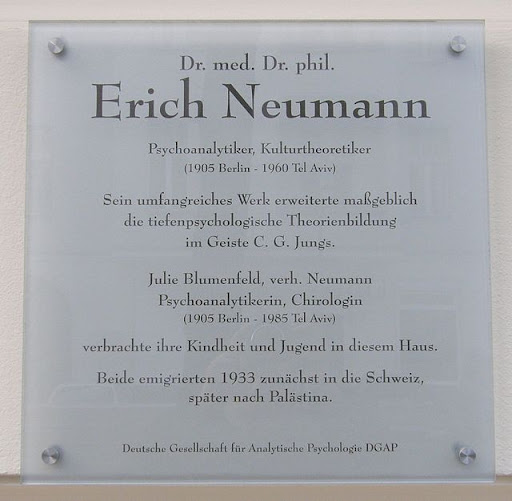 Dr. med. Dr. phil.
Erich Neumann
Psychoanalytiker, Kulturtheoretiker
(1905 Berlin - 1960 Tel Aviv)
Sein umfangreiches Werk erweiterte maßgeblich
die tiefenpsychologische Theorienbildung
im Geiste C. G. Jungs.
Julie Blumenfeld, verh. Neumann
Psychoanalytikerin, Chirologin
(1905 Berlin - 1985 Tel Aviv)
verbrachte ihre Kindheit und Jugend in diesem Haus.
Beide emigrierten 1933 zunächst in die Schweiz,
später nach Palästina.
Deutsche Gesellschaft für Analytische Psychologie DGAP